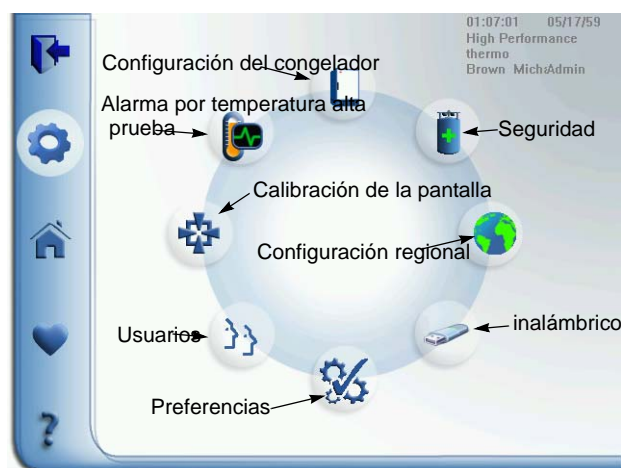 01:07:01 05/17/59
High Performance
thermo
Brown Micha Admin
Configuración del congelador
Alarma por temperatura alta
prueba
Seguridad
Calibración de la pantalla
Configuración regional
inalámbrico
Usuarios
Preferencias
?